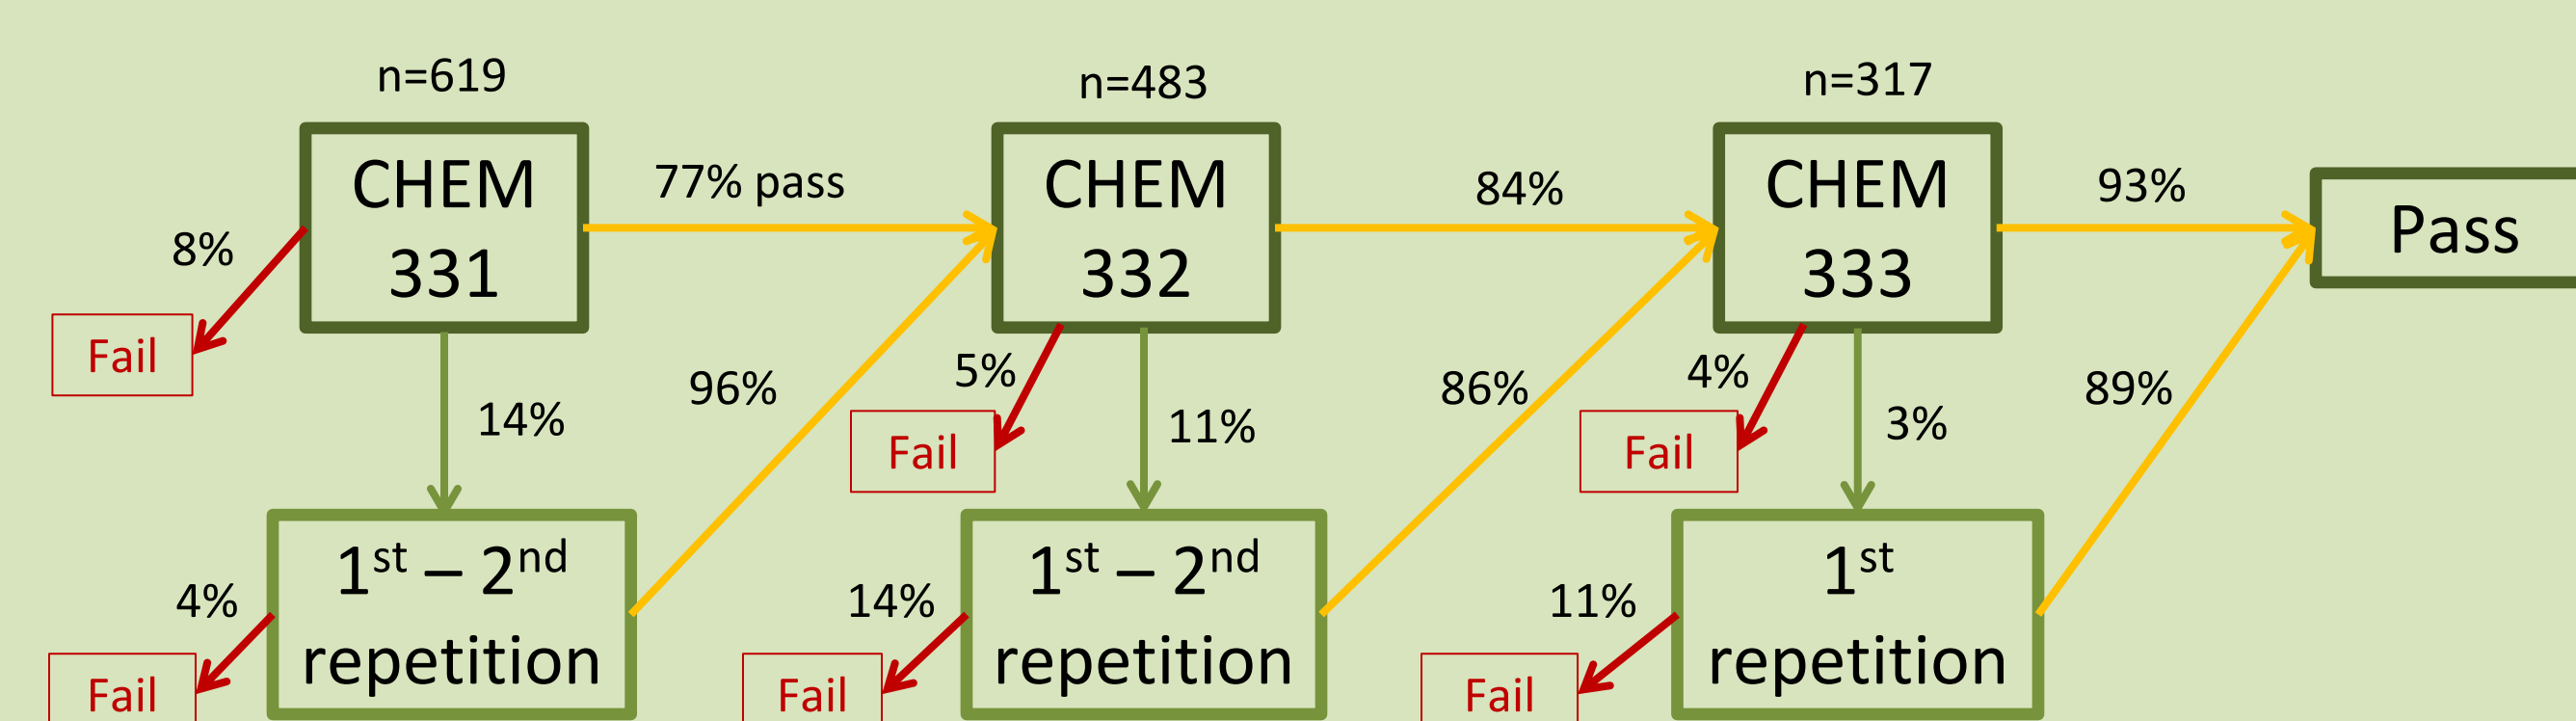 n=619
n=483
n=317
CHEM
331
77% pass
CHEM
332
84%
CHEM
333
93%
Pass
8%
Fail
14%
96%
5%
Fail
11%
86%
4%
Fail
3%
89%
4%
Fail
1st – 2nd
repetition
14%
Fail
1st – 2nd
repetition
11%
Fail
1st
repetition